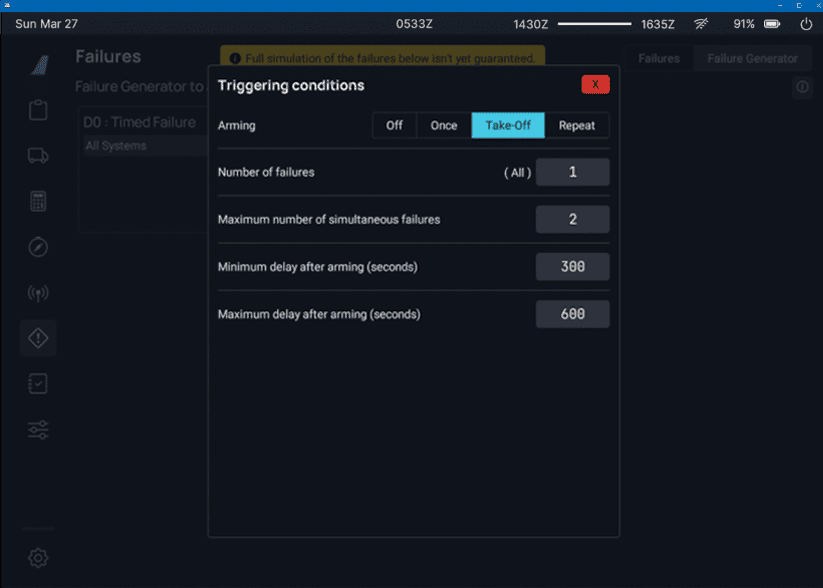 Sun Mar 27 0533Z 1430Z 1635Z 91%
Failures
Full simulation of the failures below isn't yet guaranteed.
Failures Failure Generator
Failure Generator to
D0 : Timed Failure
All Systems
Triggering conditions X
Arming Off Once Take-Off Repeat
Number of failures ( All ) 1
Maximum number of simultaneous failures 2
Minimum delay after arming (seconds) 300
Maximum delay after arming (seconds) 600